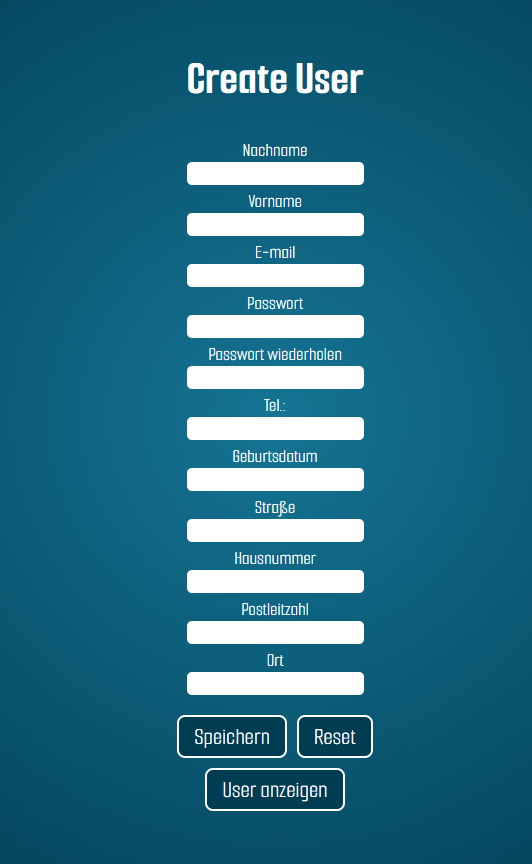 Create User
Nachname
Vorname
E-mail
Passwort
Passwort wiederholen
Tel.:
Geburtsdatum
Straße
Hausnummer
Postleitzahl
Ort
Speichern Reset
User anzeigen